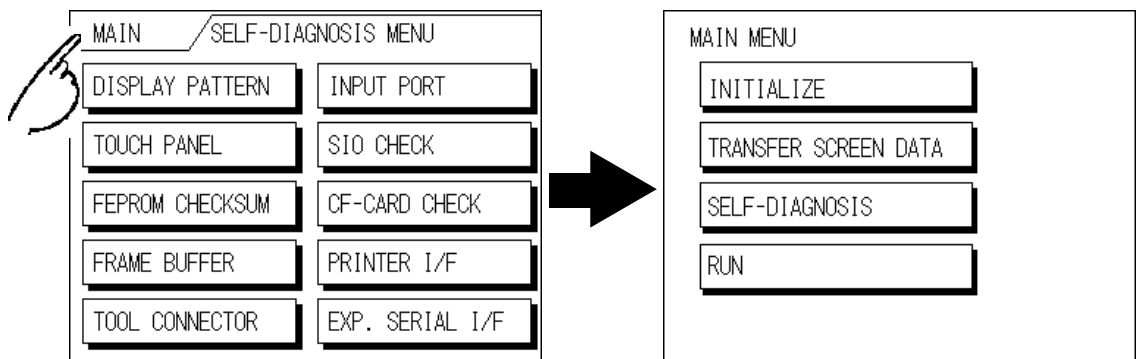 MAIN SELF-DIAGNOSIS MENU
DISPLAY PATTERN INPUT PORT
TOUCH PANEL SIO CHECK
FEPROM CHECKSUM CF-CARD CHECK
FRAME BUFFER PRINTER I/F
TOOL CONNECTOR EXP. SERIAL I/F
MAIN MENU
INITIALIZE
TRANSFER SCREEN DATA
SELF-DIAGNOSIS
RUN